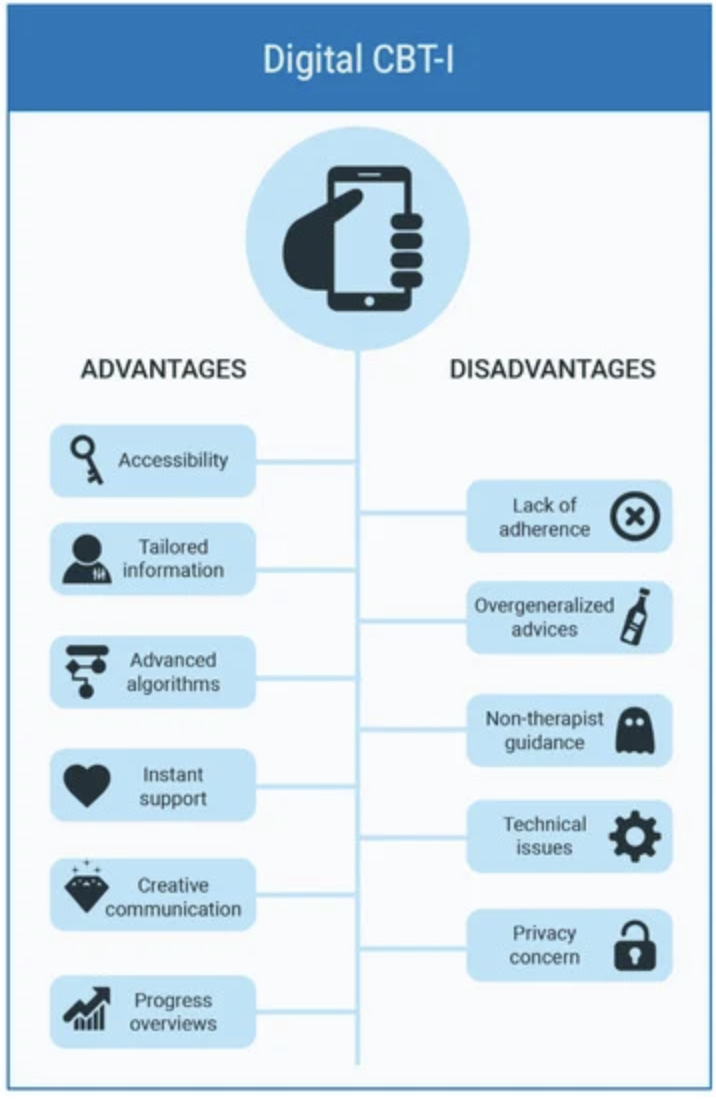 Digital CBT-I
ADVANTAGES
Accessibility
Tailored
information
Advanced
algorithms
Instant
support
Creative
communication
Progress
overviews
DISADVANTAGES
Lack of
adherence
Overgeneralized
advices
Non-therapist
guidance
Technical
issues
Privacy
concern